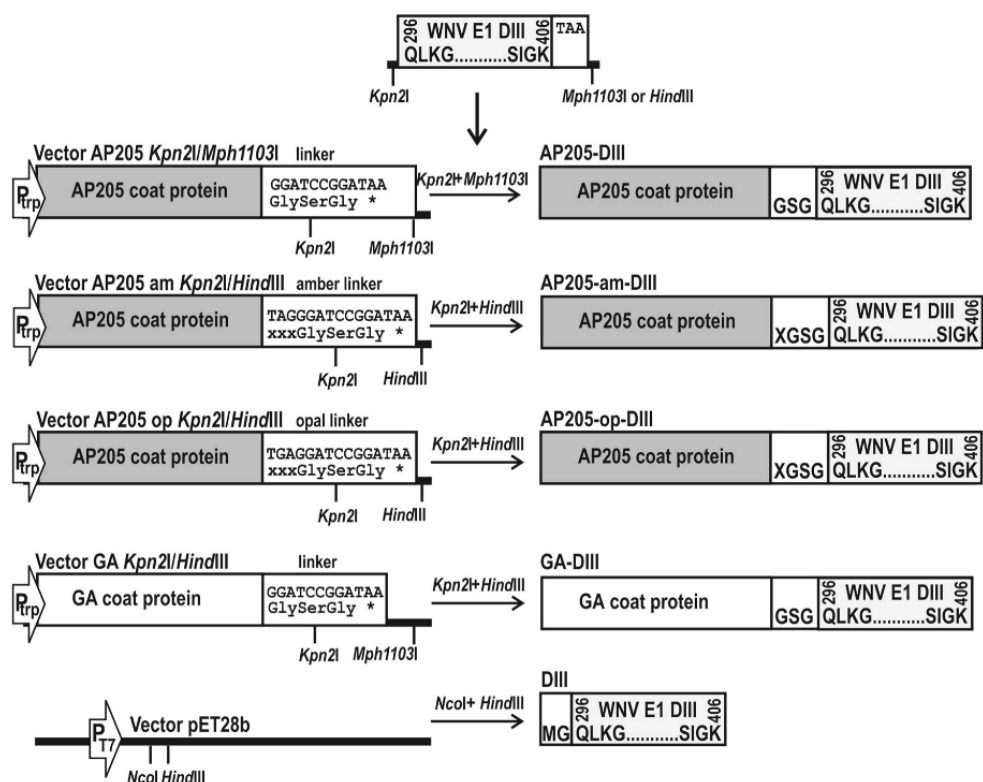 296 WNV E1 DIII 406 TAA
QLKG...........SIGK
Kpn2I
Mph1103I or HindIII
Vector AP205 Kpn2I/Mph1103I linker
Ptrp AP205 coat protein
GGATCCGGATAA
GlySerGly *
Kpn2I
Mph1103I
Kpn2I+Mph1103I
AP205-DIII
AP205 coat protein
GSG
296 WNV E1 DIII 406
QLKG...........SIGK
Vector AP205 am Kpn2I/HindIII amber linker
Ptrp AP205 coat protein
TAGGGATCCGGATAA
xxxGlySerGly *
Kpn2I
HindIII
Kpn2I+HindIII
AP205-am-DIII
AP205 coat protein
XGSG
296 WNV E1 DIII 406
QLKG...........SIGK
Vector AP205 op Kpn2I/HindIII opal linker
Ptrp AP205 coat protein
TGAGGATCCGGATAA
xxxGlySerGly *
Kpn2I
HindIII
Kpn2I+HindIII
AP205-op-DIII
AP205 coat protein
XGSG
296 WNV E1 DIII 406
QLKG...........SIGK
Vector GA Kpn2I/HindIII linker
Ptrp GA coat protein
GGATCCGGATAA
GlySerGly *
Kpn2I
Mph1103I
Kpn2I+HindIII
GA-DIII
GA coat protein
GSG
296 WNV E1 DIII 406
QLKG...........SIGK
PT7 Vector pET28b
NcoI HindIII
NcoI+ HindIII
DIII
MG
296 WNV E1 DIII 406
QLKG...........SIGK